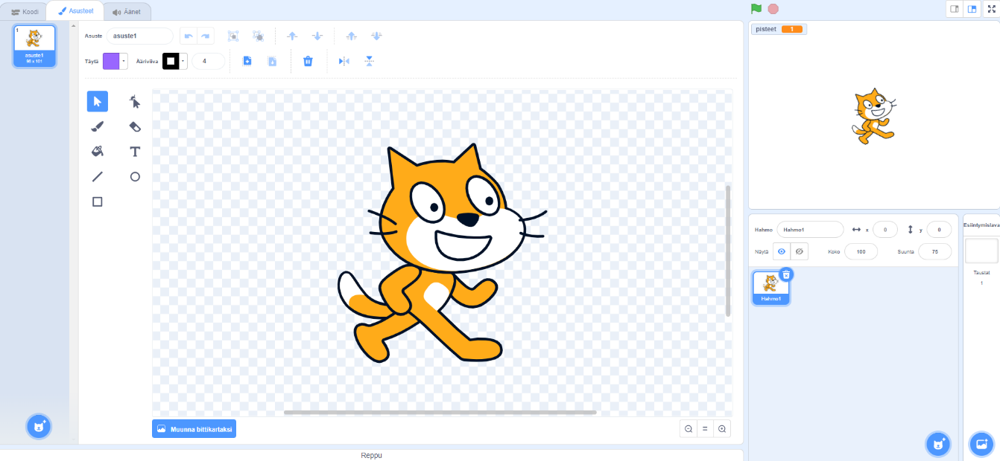 Koodi Asusteet Äänet
1
asuste1
96 x 101
Asuste asuste1
Täytä Ääriviiva 4
T
Muunna bittikartaksi
=
Reppu
pisteet 1
Hahmo Hahmo1 x 0 y 0
Näytä Koko 100 Suunta 75
Hahmo1
Esiintymislava
Taustat
1